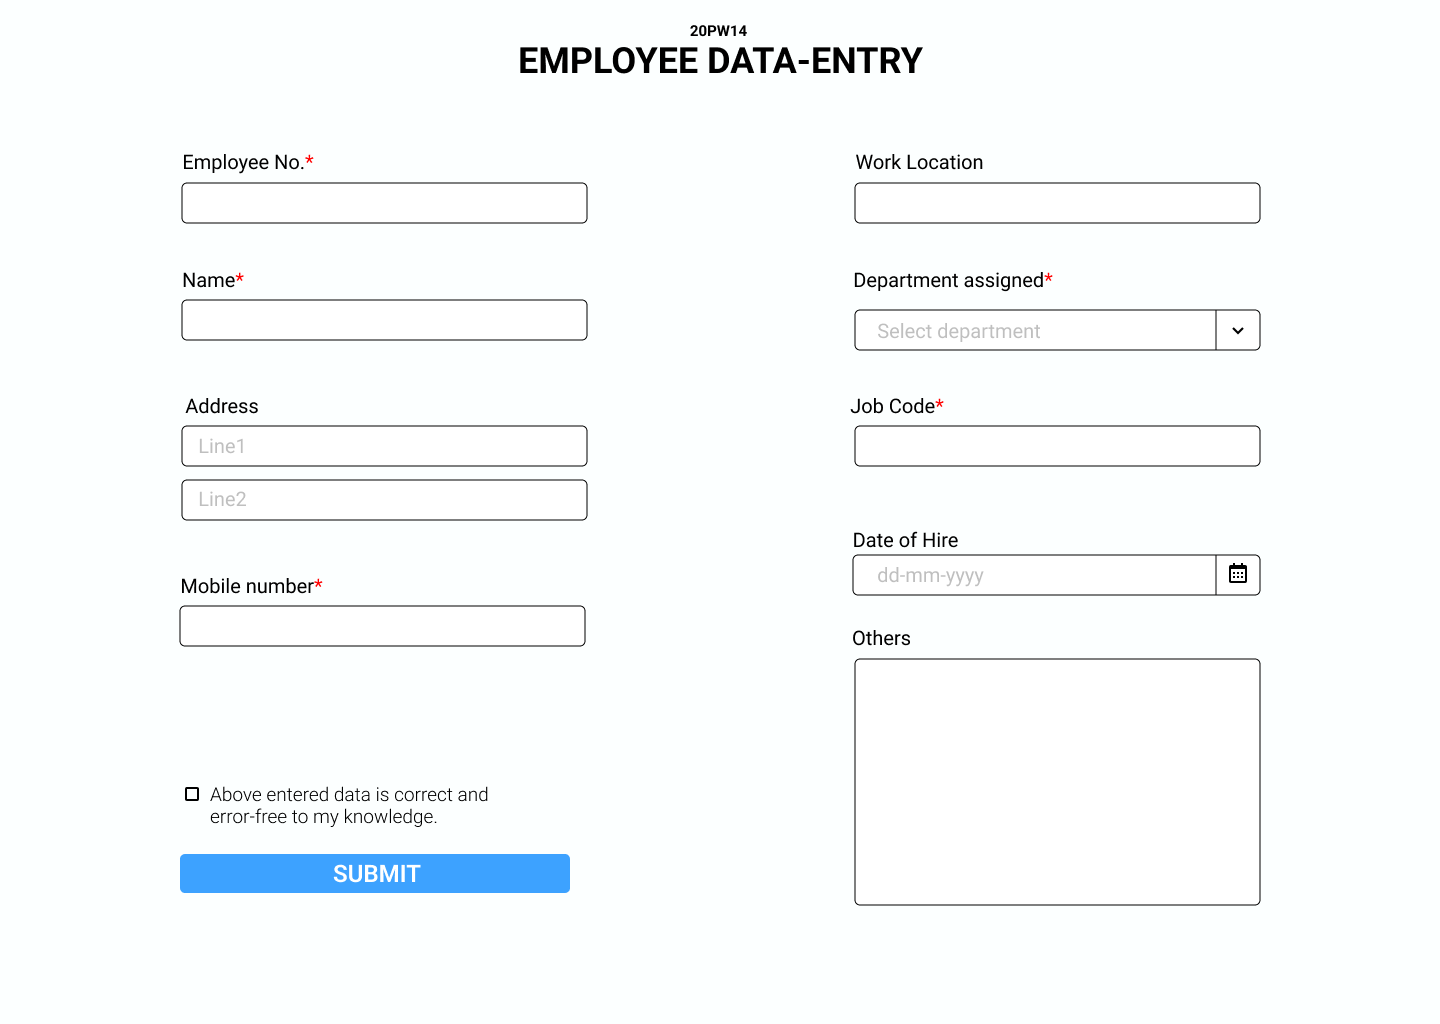 20PW14
EMPLOYEE DATA-ENTRY
Employee No.*
Name*
Address
Line1
Line2
Mobile number*
Above entered data is correct and
error-free to my knowledge.
SUBMIT
Work Location
Department assigned*
Select department
Job Code*
Date of Hire
dd-mm-yyyy
Others